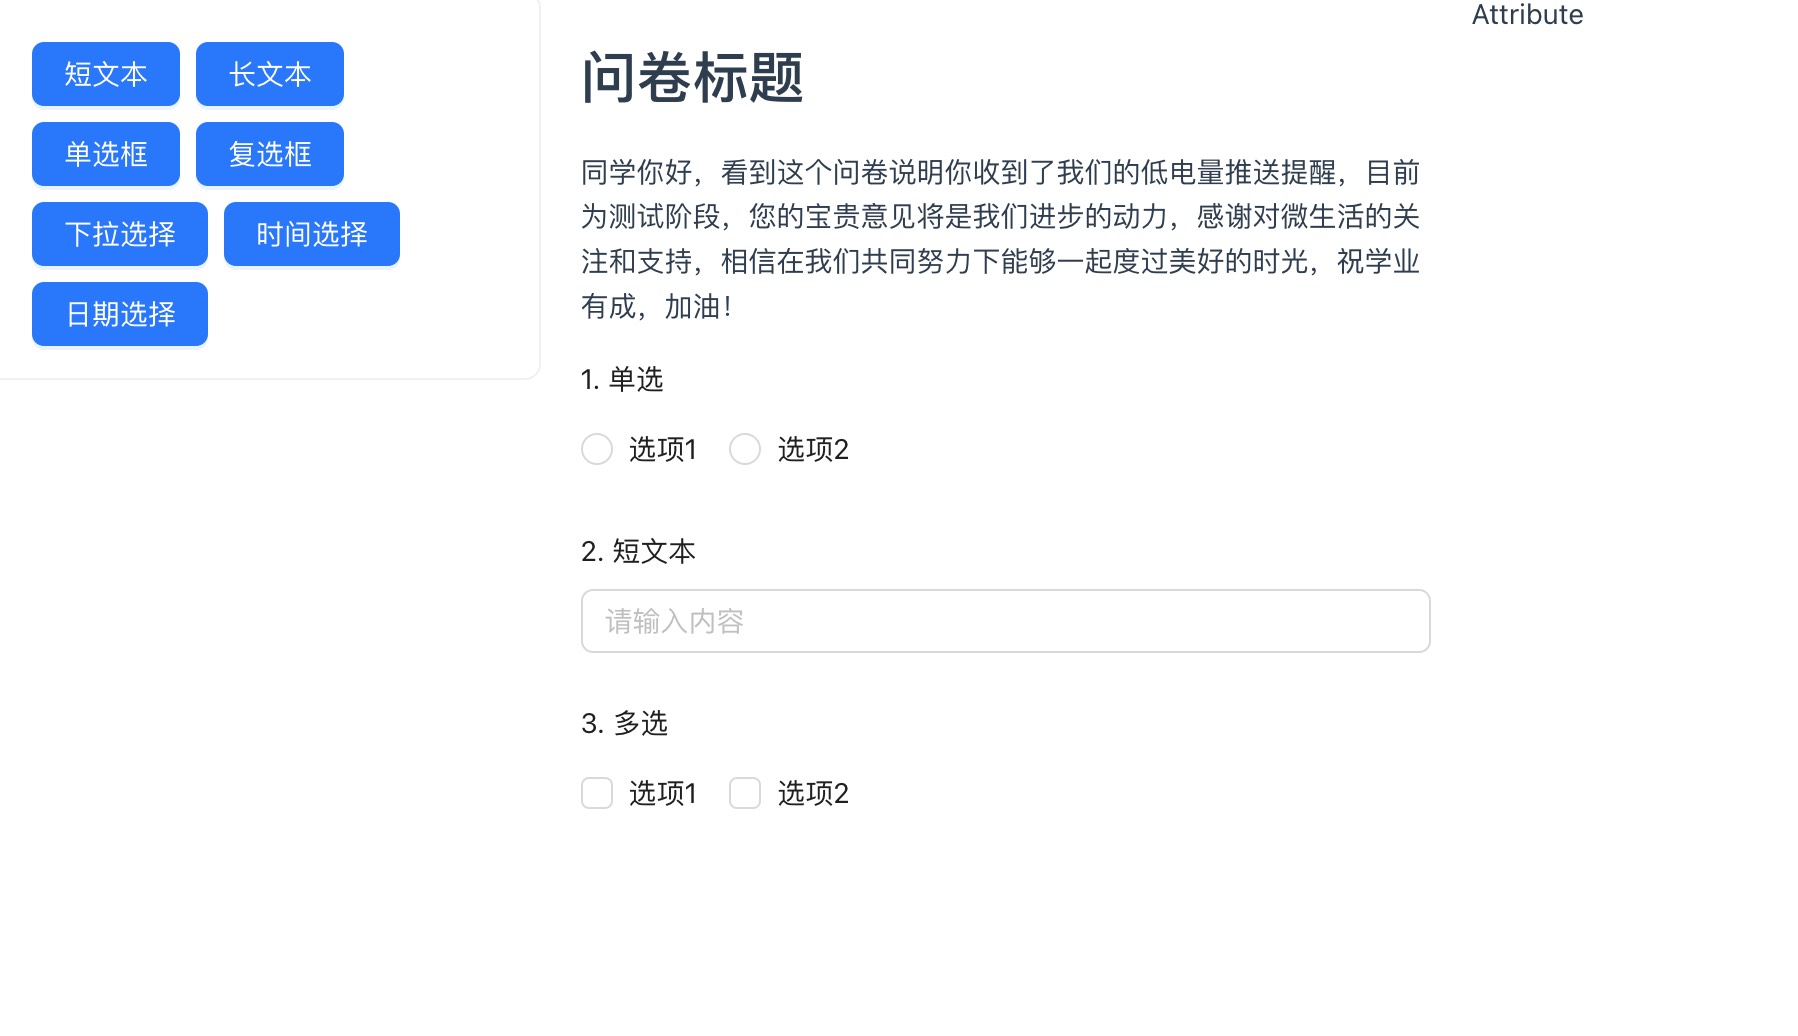 短文本
长文本
单选框
复选框
下拉选择
时间选择
日期选择
问卷标题
同学你好，看到这个问卷说明你收到了我们的低电量推送提醒，目前
为测试阶段，您的宝贵意见将是我们进步的动力，感谢对微生活的关
注和支持，相信在我们共同努力下能够一起度过美好的时光，祝学业
有成，加油！
1. 单选
选项1
选项2
2. 短文本
请输入内容
3. 多选
选项1
选项2
Attribute